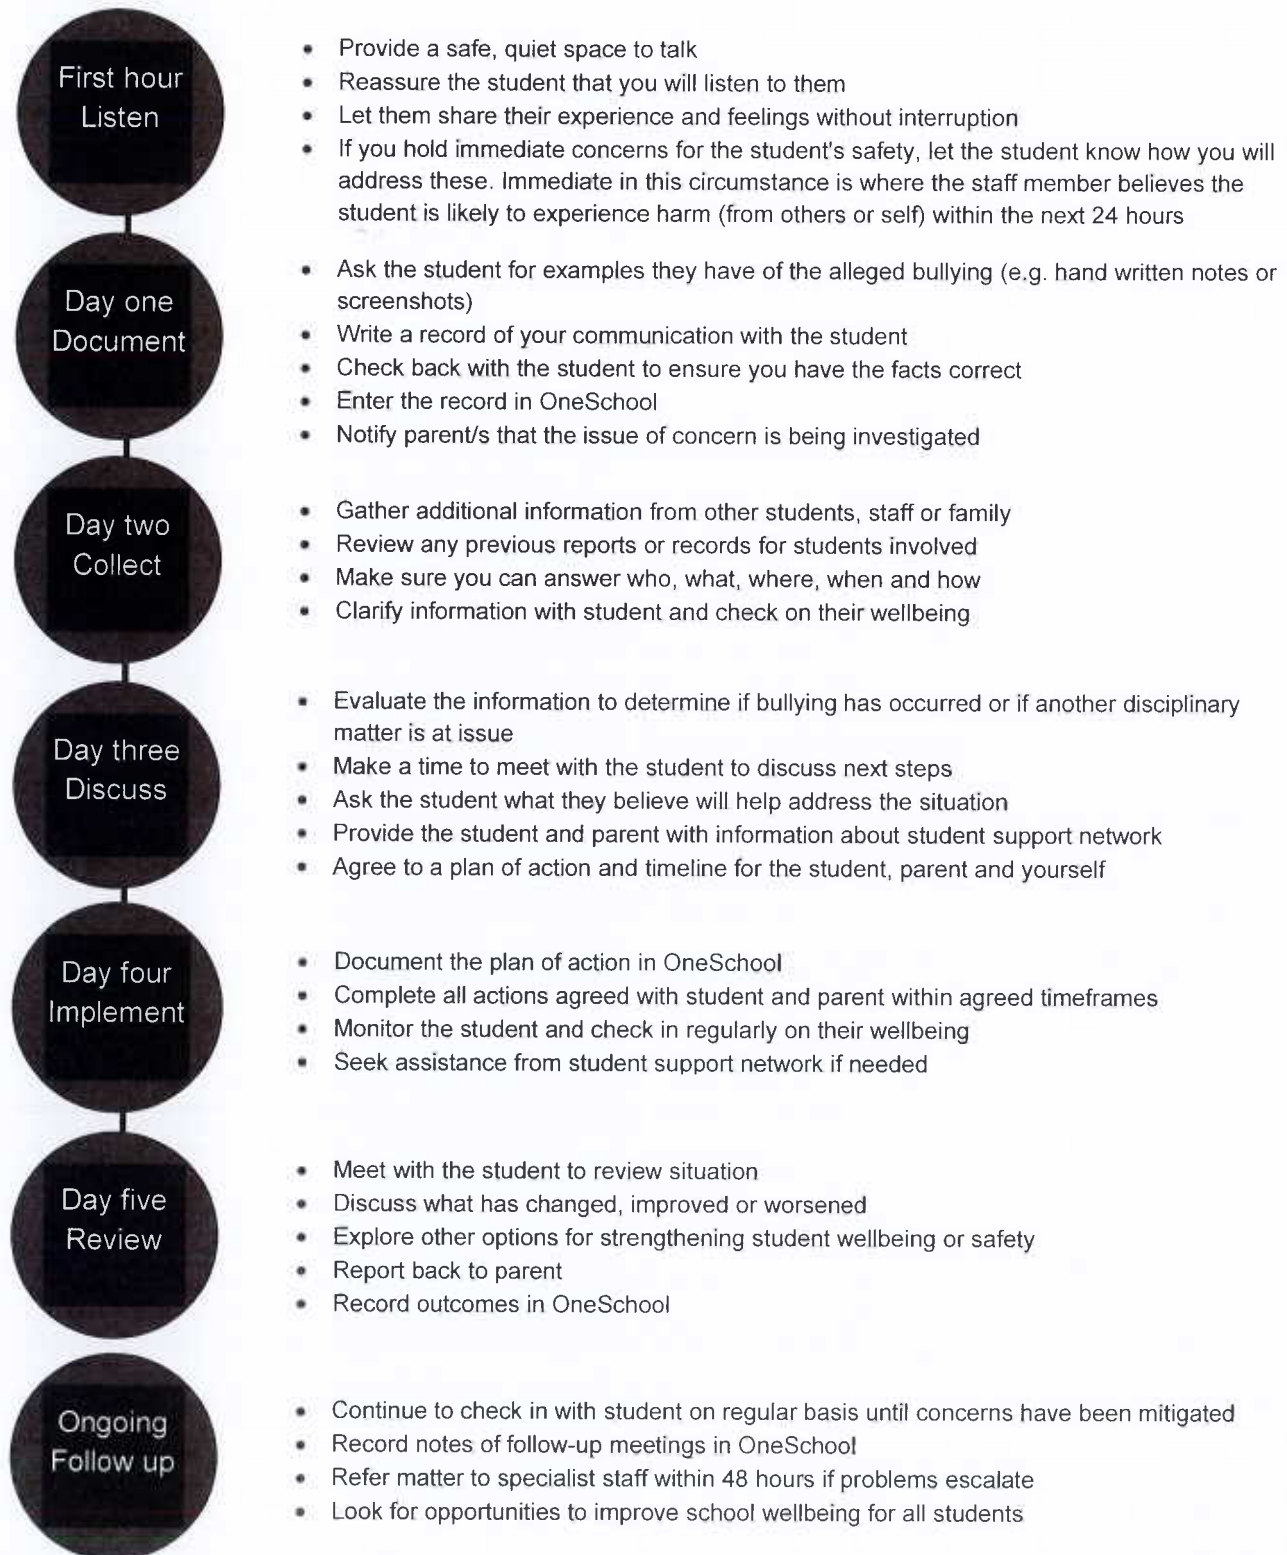 First hour
Listen
• Provide a safe, quiet space to talk
• Reassure the student that you will listen to them
• Let them share their experience and feelings without interruption
• If you hold immediate concerns for the student's safety, let the student know how you will
address these. Immediate in this circumstance is where the staff member believes the
student is likely to experience harm (from others or self) within the next 24 hours
Day one
Document
• Ask the student for examples they have of the alleged bullying (e.g. hand written notes or
screenshots)
• Write a record of your communication with the student
• Check back with the student to ensure you have the facts correct
• Enter the record in OneSchool
• Notify parent/s that the issue of concern is being investigated
Day two
Collect
• Gather additional information from other students, staff or family
• Review any previous reports or records for students involved
• Make sure you can answer who, what, where, when and how
• Clarify information with student and check on their wellbeing
Day three
Discuss
• Evaluate the information to determine if bullying has occurred or if another disciplinary
matter is at issue
• Make a time to meet with the student to discuss next steps
• Ask the student what they believe will help address the situation
• Provide the student and parent with information about student support network
• Agree to a plan of action and timeline for the student, parent and yourself
Day four
Implement
• Document the plan of action in OneSchool
• Complete all actions agreed with student and parent within agreed timeframes
• Monitor the student and check in regularly on their wellbeing
• Seek assistance from student support network if needed
Day five
Review
• Meet with the student to review situation
• Discuss what has changed, improved or worsened
• Explore other options for strengthening student wellbeing or safety
• Report back to parent
• Record outcomes in OneSchool
Ongoing
Follow up
• Continue to check in with student on regular basis until concerns have been mitigated
• Record notes of follow-up meetings in OneSchool
• Refer matter to specialist staff within 48 hours if problems escalate
• Look for opportunities to improve school wellbeing for all students